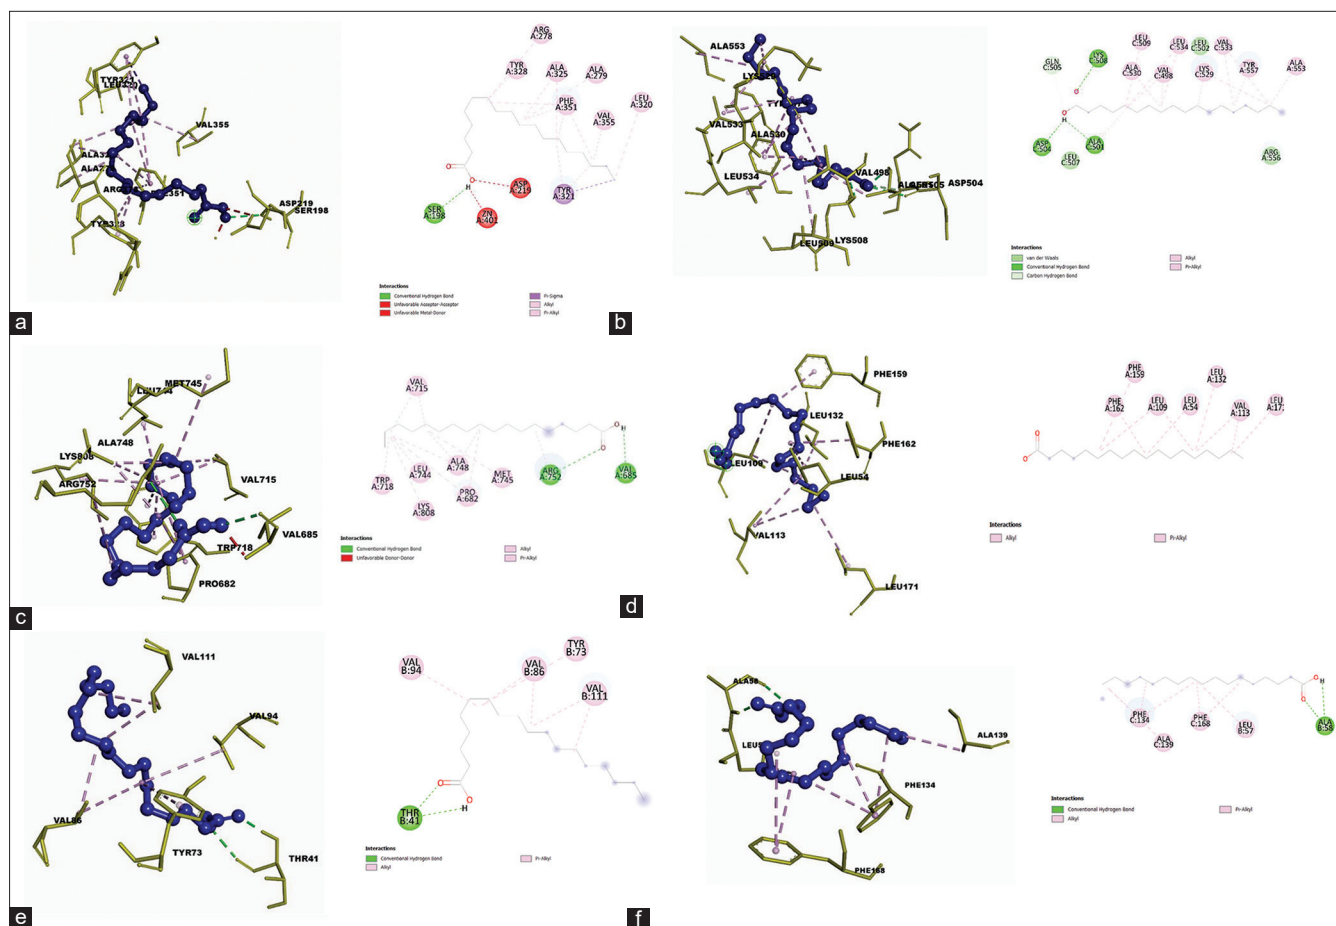 TYR321
VAL355
ASP219
SER198
ARG
A:278
TYR
A:328
ALA
A:325
ALA
A:279
PHE
A:351
LEU
A:320
VAL
A:355
TYR
A:321
ASP
A:219
SER
A:198
ZN
A:401
O
O
H
Interactions
Conventional Hydrogen Bond
Unfavorable Acceptor-Acceptor
Unfavorable Metal-Donor
Pi-Sigma
Alkyl
Pi-Alkyl
a
ALA553
VAL533
ALA530
LEU534
VAL498
ASP504
LEU509
LYS508
GLN
C:505
LYS
C:508
LEU
C:509
LEU
C:534
LEU
C:502
VAL
C:533
ALA
C:530
VAL
C:498
LYS
C:529
TYR
A:557
ALA
A:553
ASP
C:504
LEU
C:507
ALA
C:501
ARG
A:556
O
O
H
Interactions
van der Waals
Conventional Hydrogen Bond
Carbon Hydrogen Bond
Alkyl
Pi-Alkyl
b
MET745
LEU744
ALA748
LYS808
ARG752
VAL715
VAL685
TRP718
PRO682
VAL
A:715
TRP
A:718
LEU
A:744
ALA
A:748
LYS
A:808
PRO
A:682
MET
A:745
ARG
A:752
VAL
A:685
O
O
H
Interactions
Conventional Hydrogen Bond
Unfavorable Donor-Donor
Alkyl
Pi-Alkyl
c
PHE159
LEU132
PHE162
LEU109
LEU54
VAL113
LEU171
PHE
A:159
PHE
A:162
LEU
A:109
LEU
A:54
LEU
A:132
VAL
A:113
LEU
A:171
O
O
Interactions
Alkyl
Pi-Alkyl
d
VAL111
VAL94
VAL86
TYR73
THR41
VAL
B:94
VAL
B:86
TYR
B:73
VAL
B:111
THR
B:41
O
O
H
Interactions
Conventional Hydrogen Bond
Alkyl
Pi-Alkyl
e
ALA58
ALA139
PHE134
PHE168
PHE
C:134
ALA
C:139
PHE
C:168
LEU
B:57
ALA
B:58
O
O
H
Interactions
Conventional Hydrogen Bond
Alkyl
Pi-Alkyl
f